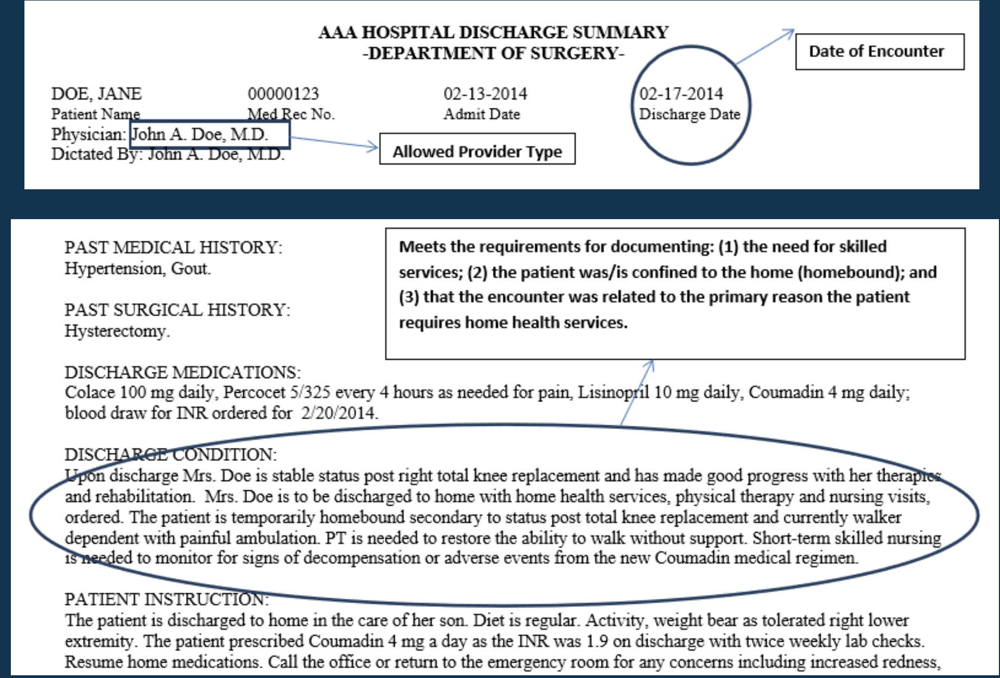 AAA HOSPITAL DISCHARGE SUMMARY
-DEPARTMENT OF SURGERY-
Date of Encounter
DOE, JANE 00000123 02-13-2014 02-17-2014
Patient Name Med Rec No. Admit Date Discharge Date
Physician: John A. Doe, M.D.
Allowed Provider Type
Dictated By: John A. Doe, M.D.
PAST MEDICAL HISTORY:
Hypertension, Gout.
PAST SURGICAL HISTORY:
Hysterectomy.
Meets the requirements for documenting: (1) the need for skilled
services; (2) the patient was/is confined to the home (homebound); and
(3) that the encounter was related to the primary reason the patient
requires home health services.
DISCHARGE MEDICATIONS:
Colace 100 mg daily, Percocet 5/325 every 4 hours as needed for pain, Lisinopril 10 mg daily, Coumadin 4 mg daily;
blood draw for INR ordered for 2/20/2014.
DISCHARGE CONDITION:
Upon discharge Mrs. Doe is stable status post right total knee replacement and has made good progress with her therapies
and rehabilitation. Mrs. Doe is to be discharged to home with home health services, physical therapy and nursing visits,
ordered. The patient is temporarily homebound secondary to status post total knee replacement and currently walker
dependent with painful ambulation. PT is needed to restore the ability to walk without support. Short-term skilled nursing
is needed to monitor for signs of decompensation or adverse events from the new Coumadin medical regimen.
PATIENT INSTRUCTION:
The patient is discharged to home in the care of her son. Diet is regular. Activity, weight bear as tolerated right lower
extremity. The patient prescribed Coumadin 4 mg a day as the INR was 1.9 on discharge with twice weekly lab checks.
Resume home medications. Call the office or return to the emergency room for any concerns including increased redness,